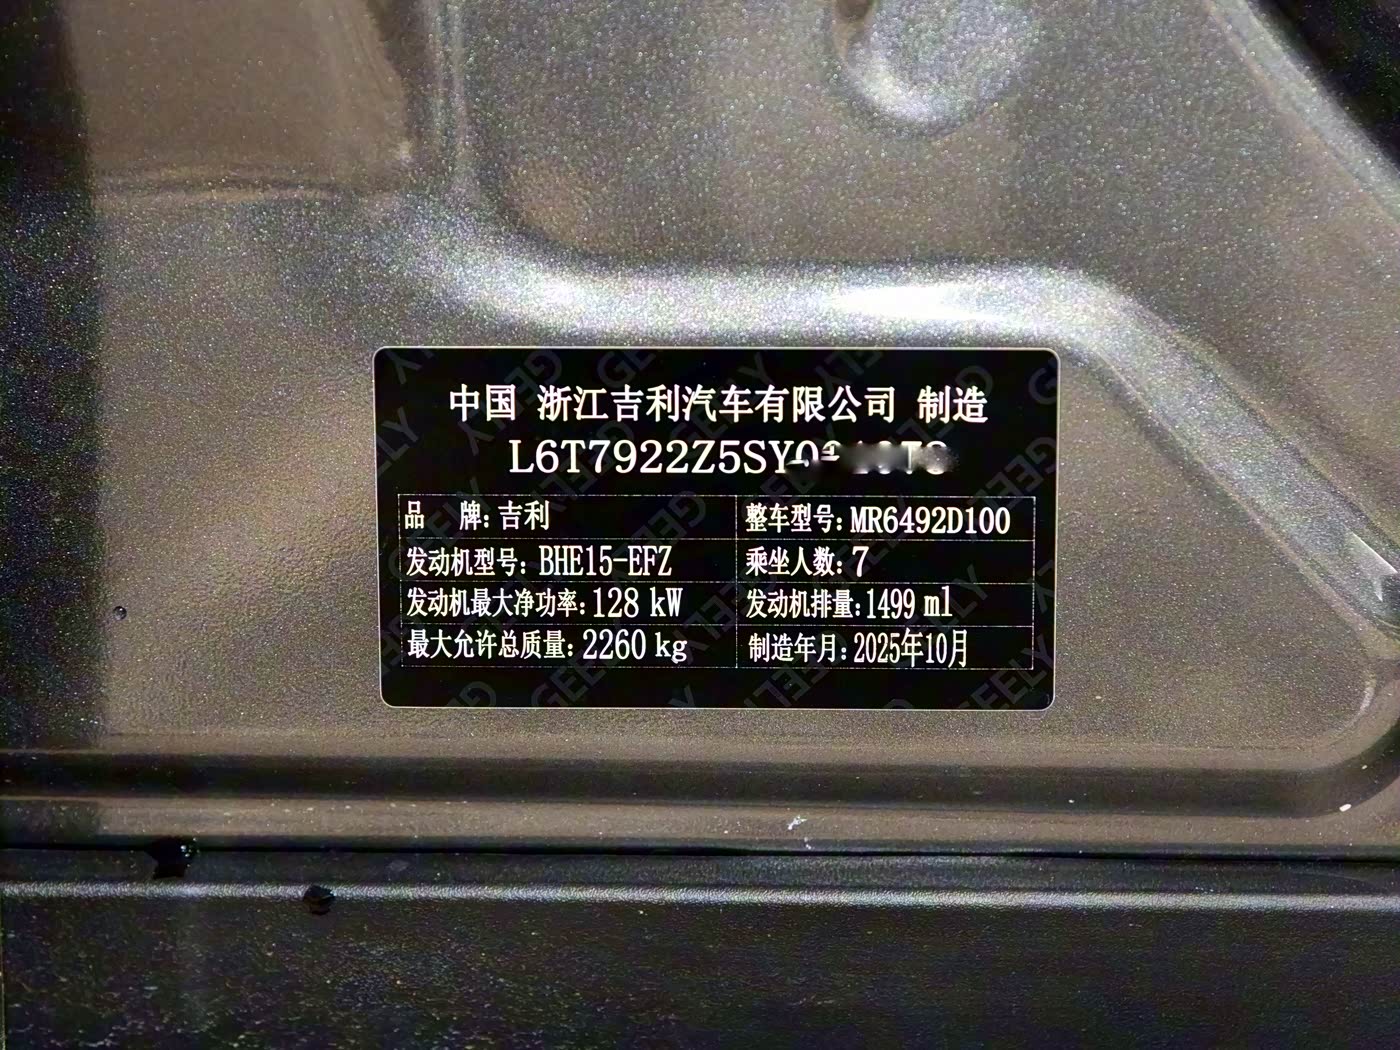 中国 浙江吉利汽车有限公司 制造
L6T7922Z5SY0
品 牌: 吉利 整车型号: MR6492D100
发动机型号: BHE15-EFZ 乘坐人数: 7
发动机最大净功率: 128 kW 发动机排量: 1499 ml
最大允许总质量: 2260 kg 制造年月: 2025年10月